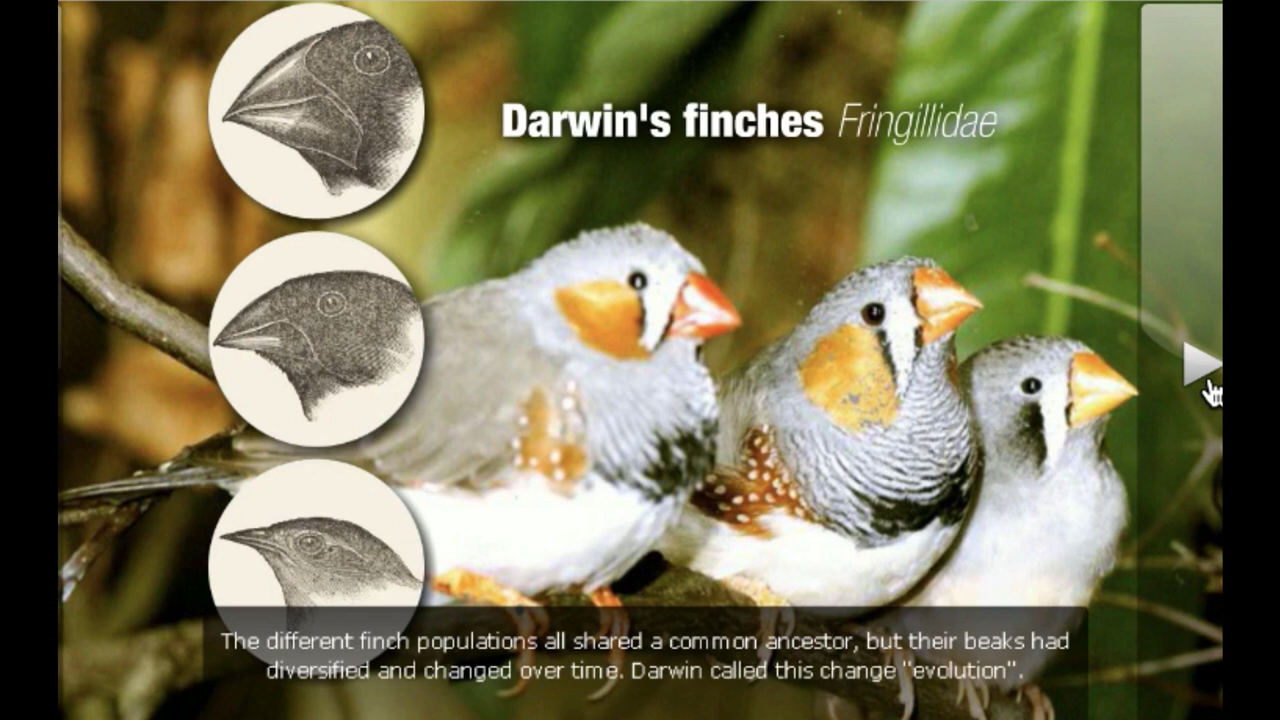 Darwin's finches Fringillidae
The different finch populations all shared a common ancestor, but their beaks had
diversified and changed over time. Darwin called this change "evolution".